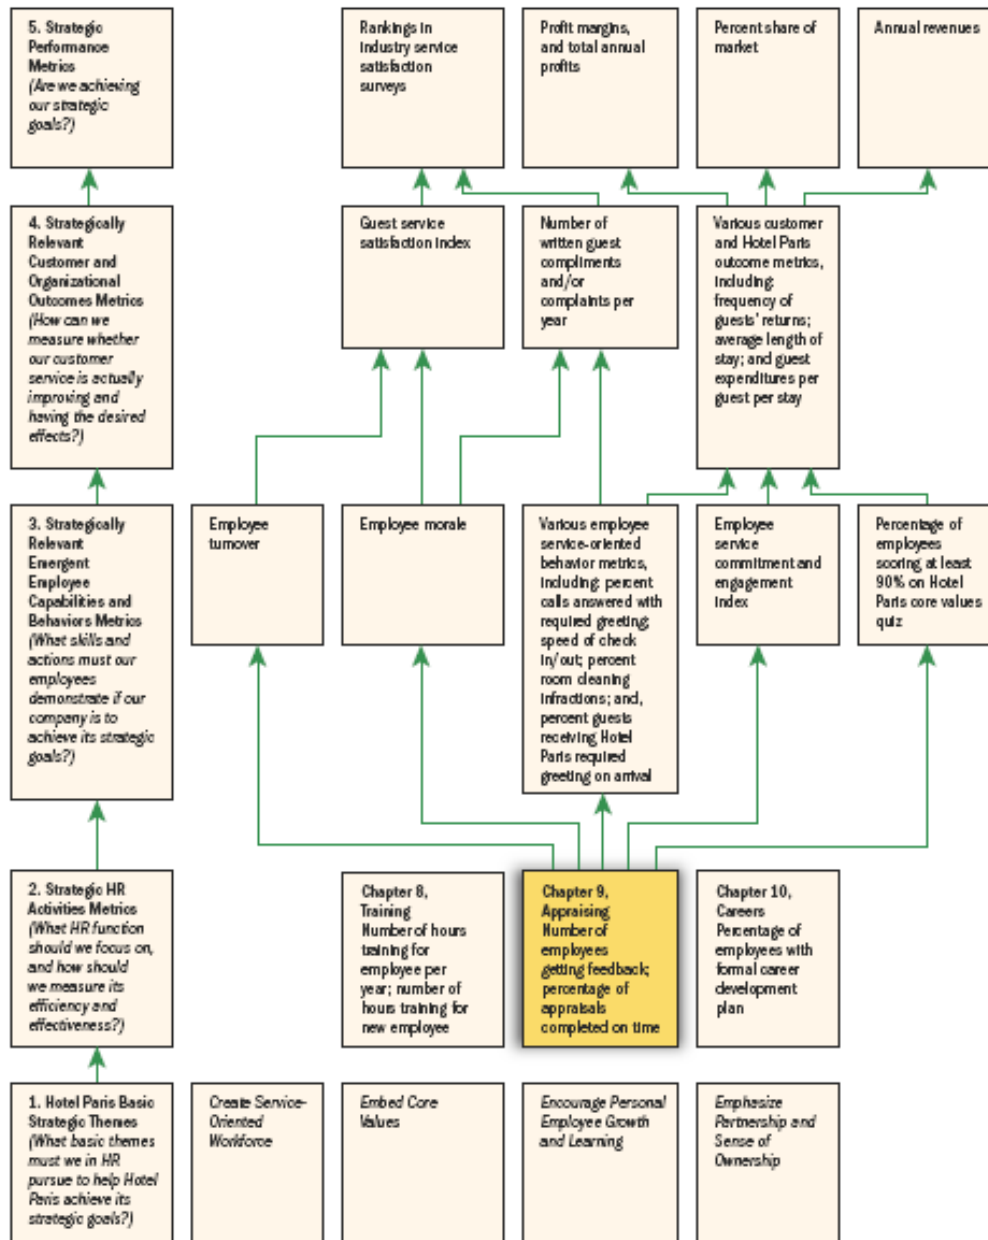 5. Strategic
Performance
Metrics
(Are we achieving
our strategic
goals?)
Rankings in
industry service
satisfaction
surveys
Profit margins,
and total annual
profits
Percent share of
market
Annual revenues
4. Strategically
Relevant
Customer and
Organizational
Outcomes Metrics
(How can we
measure whether
our customer
service is actually
improving and
having the desired
effects?)
Guest service
satisfaction index
Number of
written guest
compliments
and/or
complaints per
year
Various customer
and Hotel Paris
outcome metrics,
including:
frequency of
guests' returns;
average length of
stay; and guest
expenditures per
guest per stay
3. Strategically
Relevant
Emergent
Employee
Capabilities and
Behaviors Metrics
(What skills and
actions must our
employees
demonstrate if our
company is to
achieve its strategic
goals?)
Employee
turnover
Employee morale
Various employee
service-oriented
behavior metrics,
including: percent
calls answered with
required greeting;
speed of check
in/out; percent
room cleaning
infractions; and,
percent guests
receiving Hotel
Paris required
greeting on arrival
Employee
service
commitment and
engagement
index
Percentage of
employees
scoring at least
90% on Hotel
Paris core values
quiz
2. Strategic HR
Activities Metrics
(What HR function
should we focus on,
and how should
we measure its
efficiency and
effectiveness?)
Chapter 8,
Training
Number of hours
training for
employee per
year; number of
hours training for
new employee
Chapter 9,
Appraising
Number of
employees
getting feedback;
percentage of
appraisals
completed on time
Chapter 10,
Careers
Percentage of
employees with
formal career
development
plan
1. Hotel Paris Basic
Strategic Themes
(What basic themes
must we in HR
pursue to help Hotel
Paris achieve its
strategic goals?)
Create Service-
Oriented
Workforce
Embed Core
Values
Encourage Personal
Employee Growth
and Learning
Emphasize
Partnership and
Sense of
Ownership